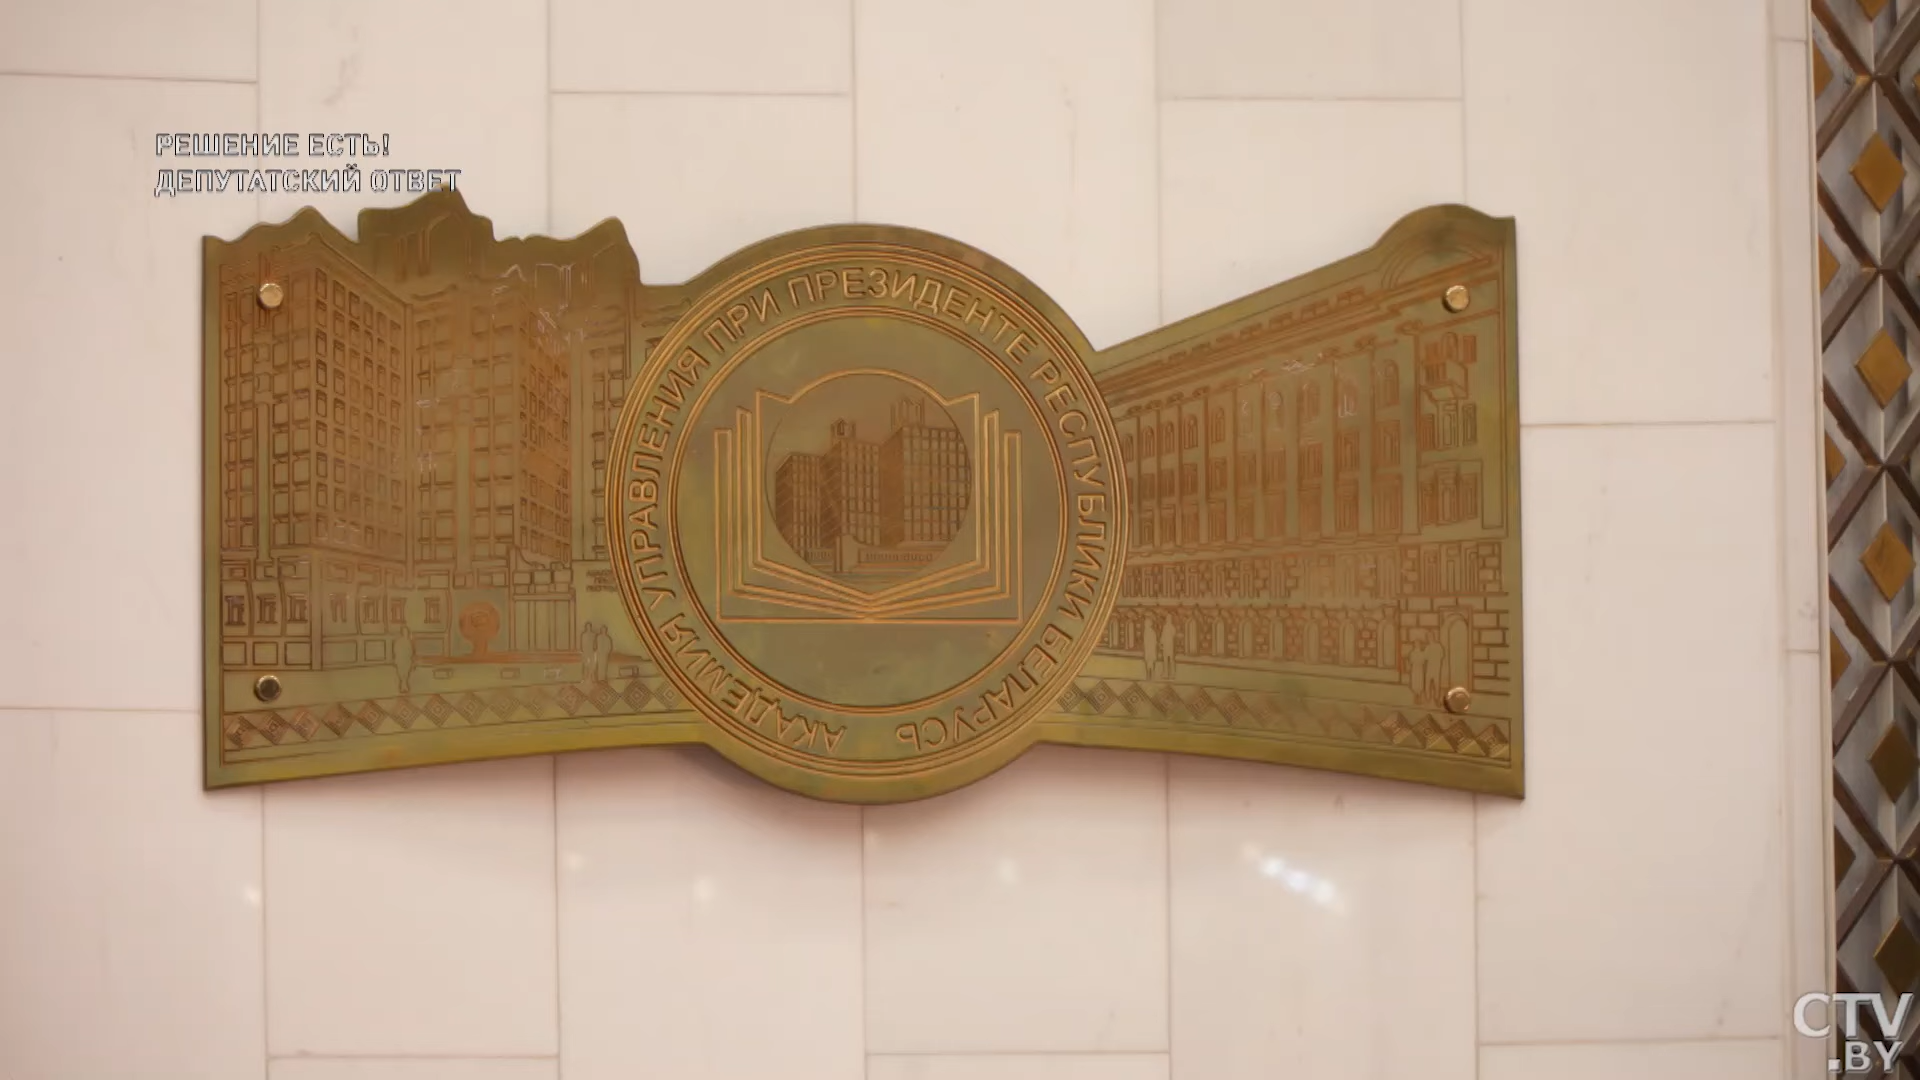 РЕШЕНИЕ ЕСТЬ!
ДЕПУТАТСКИЙ ОТВЕТ
АКАДЕМИЯ УПРАВЛЕНИЯ ПРИ ПРЕЗИДЕНТЕ РЕСПУБЛИКИ БЕЛАРУСЬ
CTV
.BY